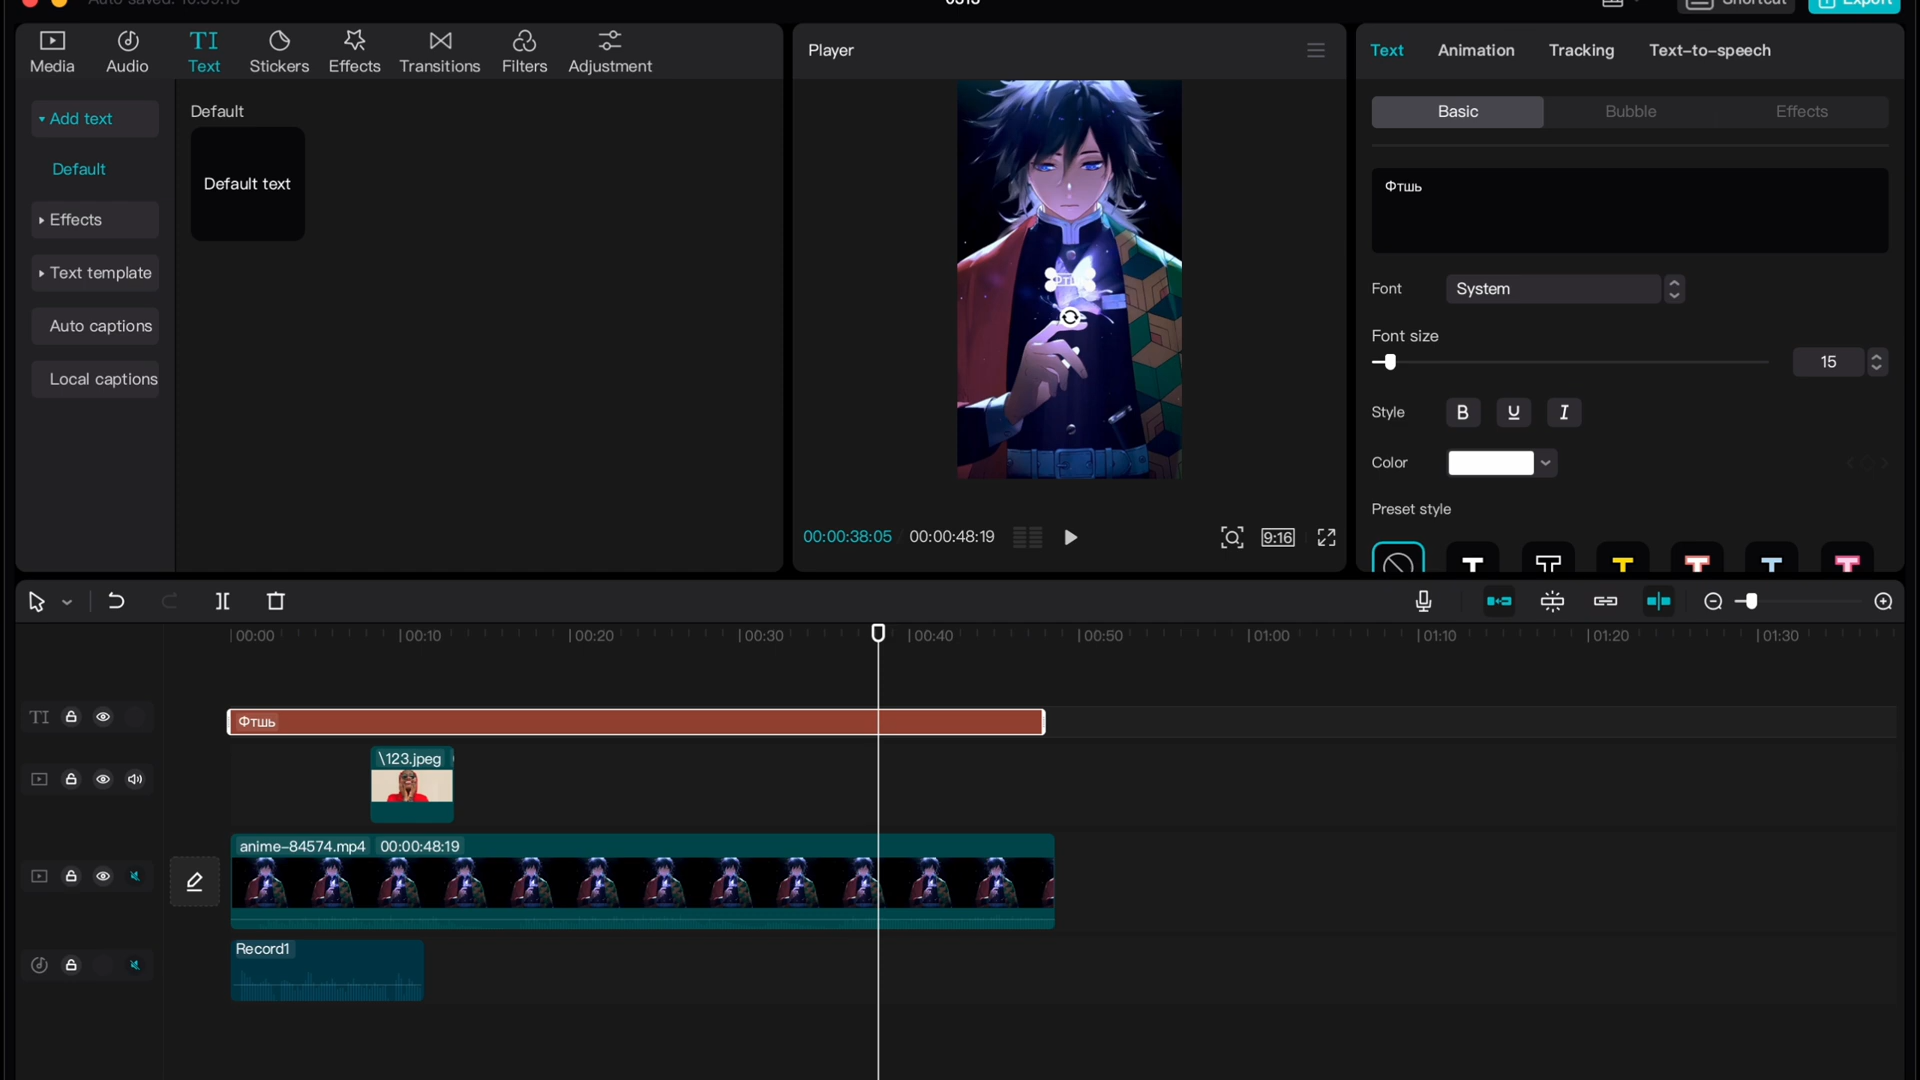 Auto saved: 10:59:15
0313
Shortcut
Export
Media
Audio
TI
Text
Stickers
Effects
Transitions
Filters
Adjustment
Add text
Default
Effects
Text template
Auto captions
Local captions
Default
Default text
Player
00:00:38:05
00:00:48:19
9:16
Text
Animation
Tracking
Text-to-speech
Basic
Bubble
Effects
Фтшь
Font
System
Font size
15
Style
B
U
I
Color
Preset style
T
T
T
T
T
T
00:00
00:10
00:20
00:30
00:40
00:50
01:00
01:10
01:20
01:30
TI
Фтшь
\123.jpeg
anime-84574.mp4 00:00:48:19
Record1